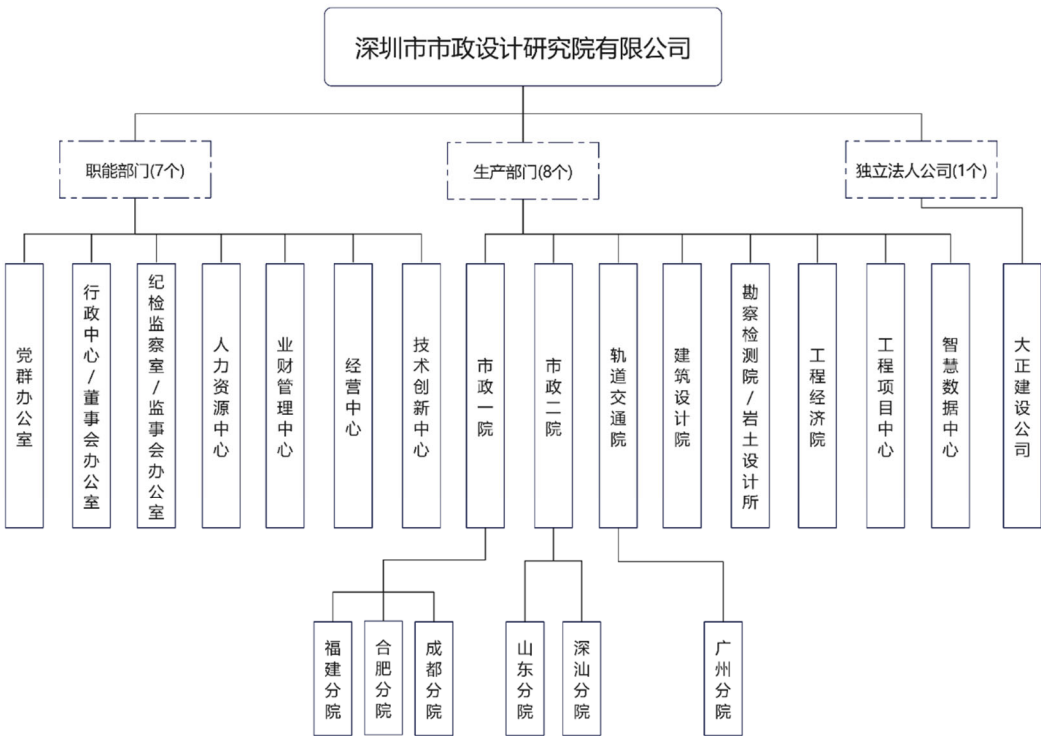 深圳市市政设计研究院有限公司
职能部门(7个)
生产部门(8个)
独立法人公司(1个)
党群办公室
行政中心/董事会办公室
纪检监察室/监事会办公室
人力资源中心
业财管理中心
经营中心
技术创新中心
市政一院
市政二院
轨道交通院
建筑设计院
勘察检测院/岩土设计所
工程经济院
工程项目中心
智慧数据中心
大正建设公司
福建分院
合肥分院
成都分院
山东分院
深汕分院
广州分院